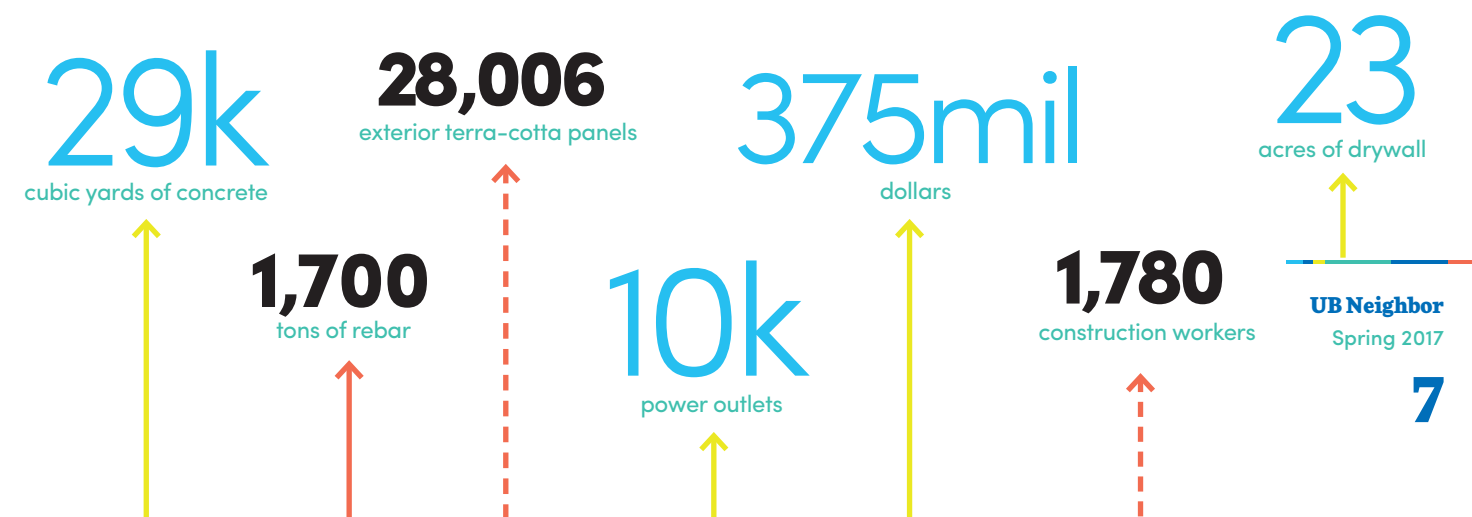 29k
cubic yards of concrete
1,700
tons of rebar
28,006
exterior terra-cotta panels
10k
power outlets
375mil
dollars
1,780
construction workers
23
acres of drywall
UB Neighbor
Spring 2017
7